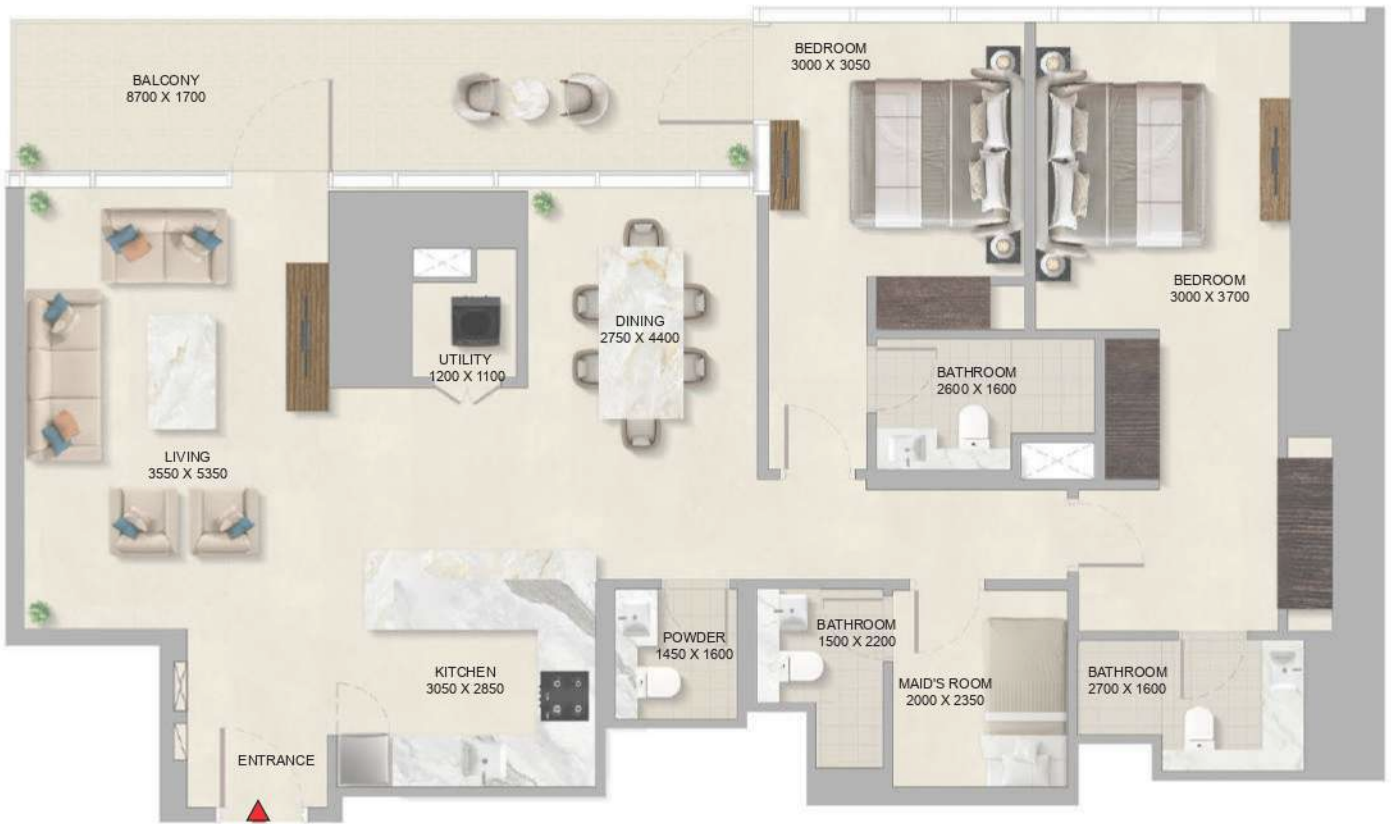 BALCONY
8700 X 1700
BEDROOM
3000 X 3050
BEDROOM
3000 X 3700
DINING
2750 X 4400
UTILITY
1200 X 1100
BATHROOM
2600 X 1600
LIVING
3550 X 5350
KITCHEN
3050 X 2850
POWDER
1450 X 1600
BATHROOM
1500 X 2200
MAID'S ROOM
2000 X 2350
BATHROOM
2700 X 1600
ENTRANCE